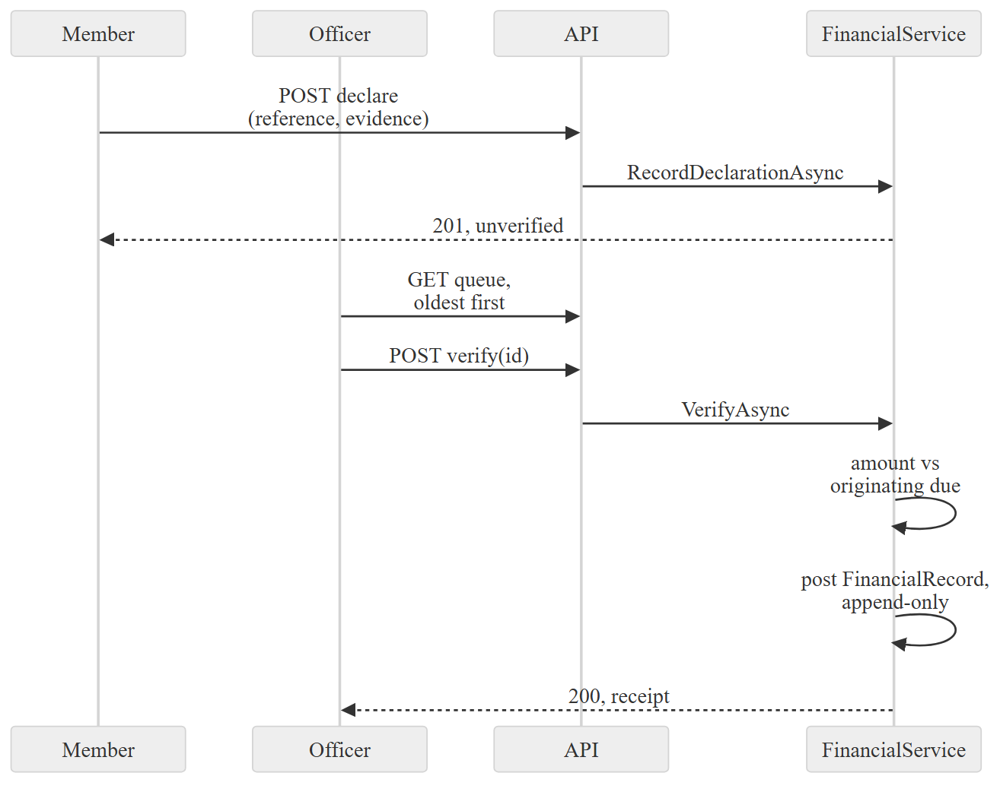 Member
Officer
API
FinancialService
POST declare
(reference, evidence)
RecordDeclarationAsync
201, unverified
GET queue,
oldest first
POST verify(id)
VerifyAsync
amount vs
originating due
post FinancialRecord,
append-only
200, receipt
Member
Officer
API
FinancialService